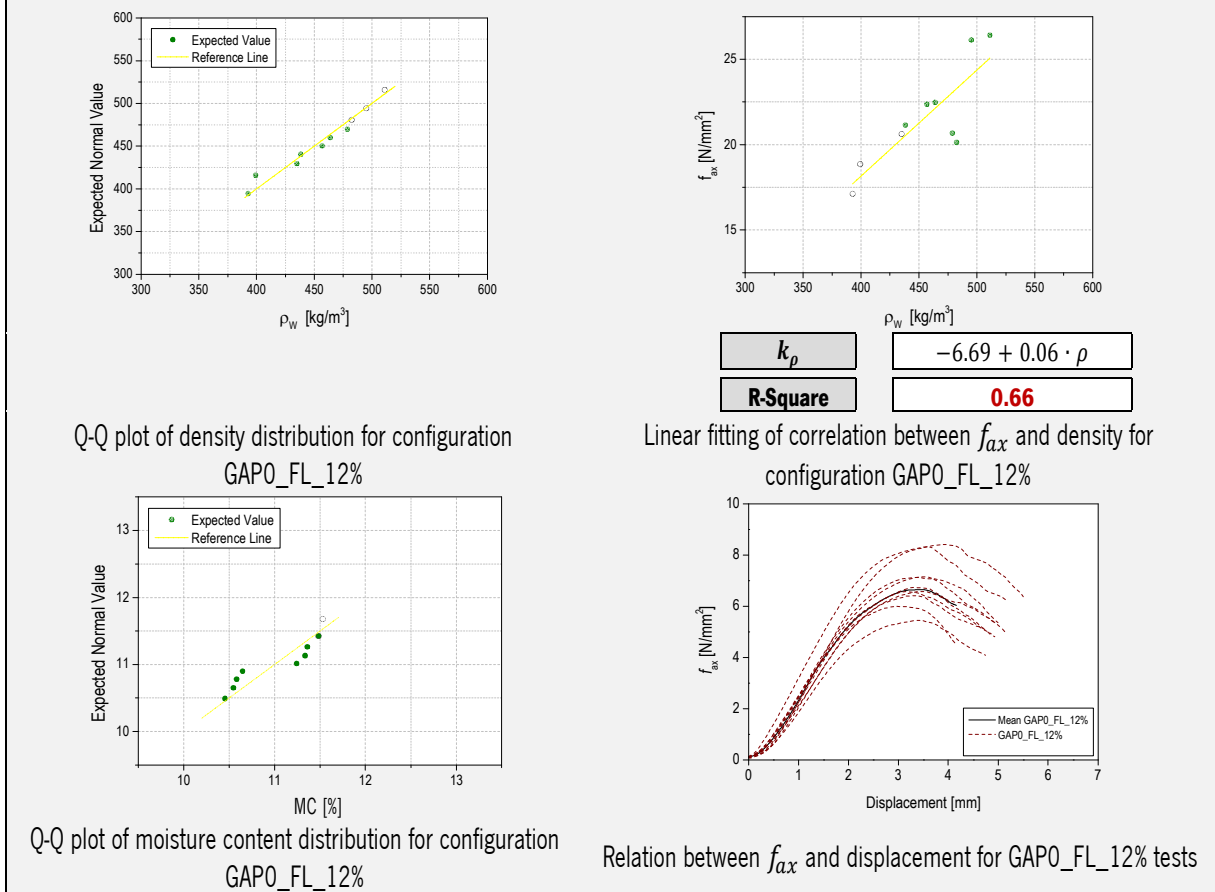 600
550
500
450
400
350
300
Expected Normal Value
Expected Value
Reference Line
300 350 400 450 500 550 600
ρW [kg/m³]
Q-Q plot of density distribution for configuration
GAP0_FL_12%
25
20
15
fax [N/mm²]
300 350 400 450 500 550 600
ρW [kg/m³]
kρ −6.69 + 0.06 · ρ
R-Square 0.66
Linear fitting of correlation between fax and density for
configuration GAP0_FL_12%
13
12
11
10
Expected Normal Value
Expected Value
Reference Line
10 11 12 13
MC [%]
Q-Q plot of moisture content distribution for configuration
GAP0_FL_12%
10
8
6
4
2
0
fax [N/mm²]
Mean GAP0_FL_12%
GAP0_FL_12%
0 1 2 3 4 5 6 7
Displacement [mm]
Relation between fax and displacement for GAP0_FL_12% tests